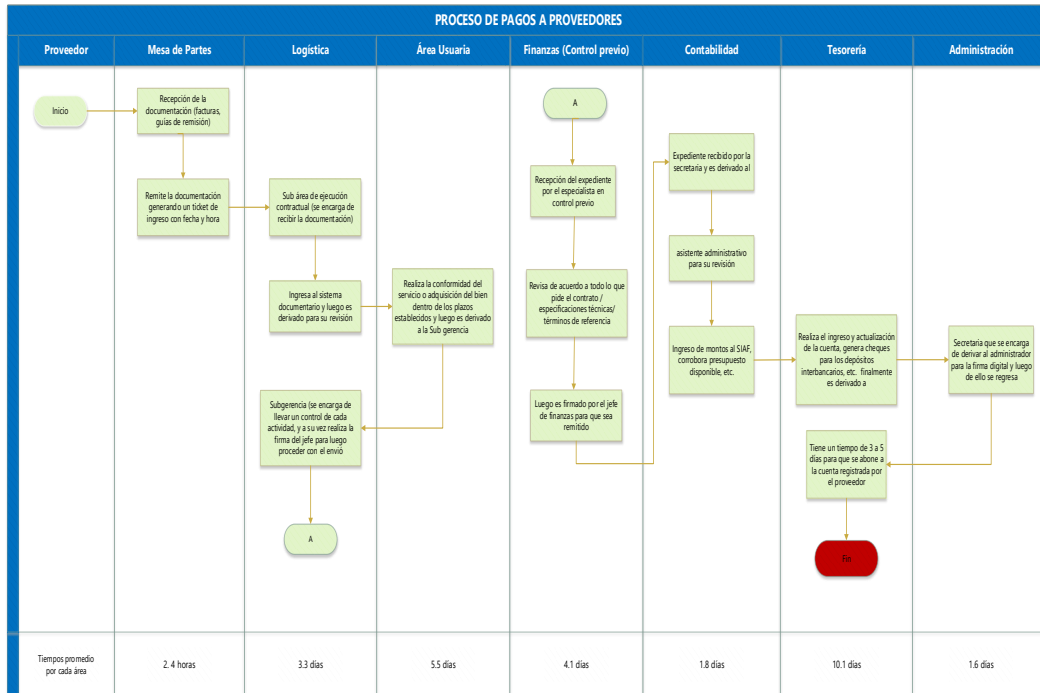 PROCESO DE PAGOS A PROVEEDORES
Proveedor
Mesa de Partes
Logística
Área Usuaria
Finanzas (Control previo)
Contabilidad
Tesorería
Administración
Inicio
Recepción de la
documentación (facturas,
guías de remisión)
Remite la documentación
generando un ticket de
ingreso con fecha y hora
Sub área de ejecución
contractual (se encarga de
recibir la documentación)
Ingresa al sistema
documentario y luego es
derivado para su revisión
Realiza la conformidad del
servicio o adquisición del bien
dentro de los plazos
establecidos y luego es derivado
a la Sub gerencia
Subgerencia (se encarga de
llevar un control de cada
actividad, y a su vez realiza la
firma del jefe para luego
proceder con el envió
A
A
Recepción del expediente
por el especialista en
control previo
Revisa de acuerdo a todo lo que
pide el contrato /
especificaciones técnicas/
términos de referencia
Luego es firmado por el jefe
de finanzas para que sea
remitido
Expediente recibido por la
secretaria y es derivado al
asistente administrativo
para su revisión
Ingreso de montos al SIAF,
corrobora presupuesto
disponible, etc.
Realiza el ingreso y actualización
de la cuenta, genera cheques
para los depósitos
interbancarios, etc. finalmente
es derivado a
Secretaria que se encarga
de derivar al administrador
para la firma digital y luego
de ello se regresa
Tiene un tiempo de 3 a 5
días para que se abone a
la cuenta registrada por
el proveedor
Fin
Tiempos promedio
por cada área
2. 4 horas
3.3 días
5.5 días
4.1 días
1.8 días
10.1 días
1.6 días